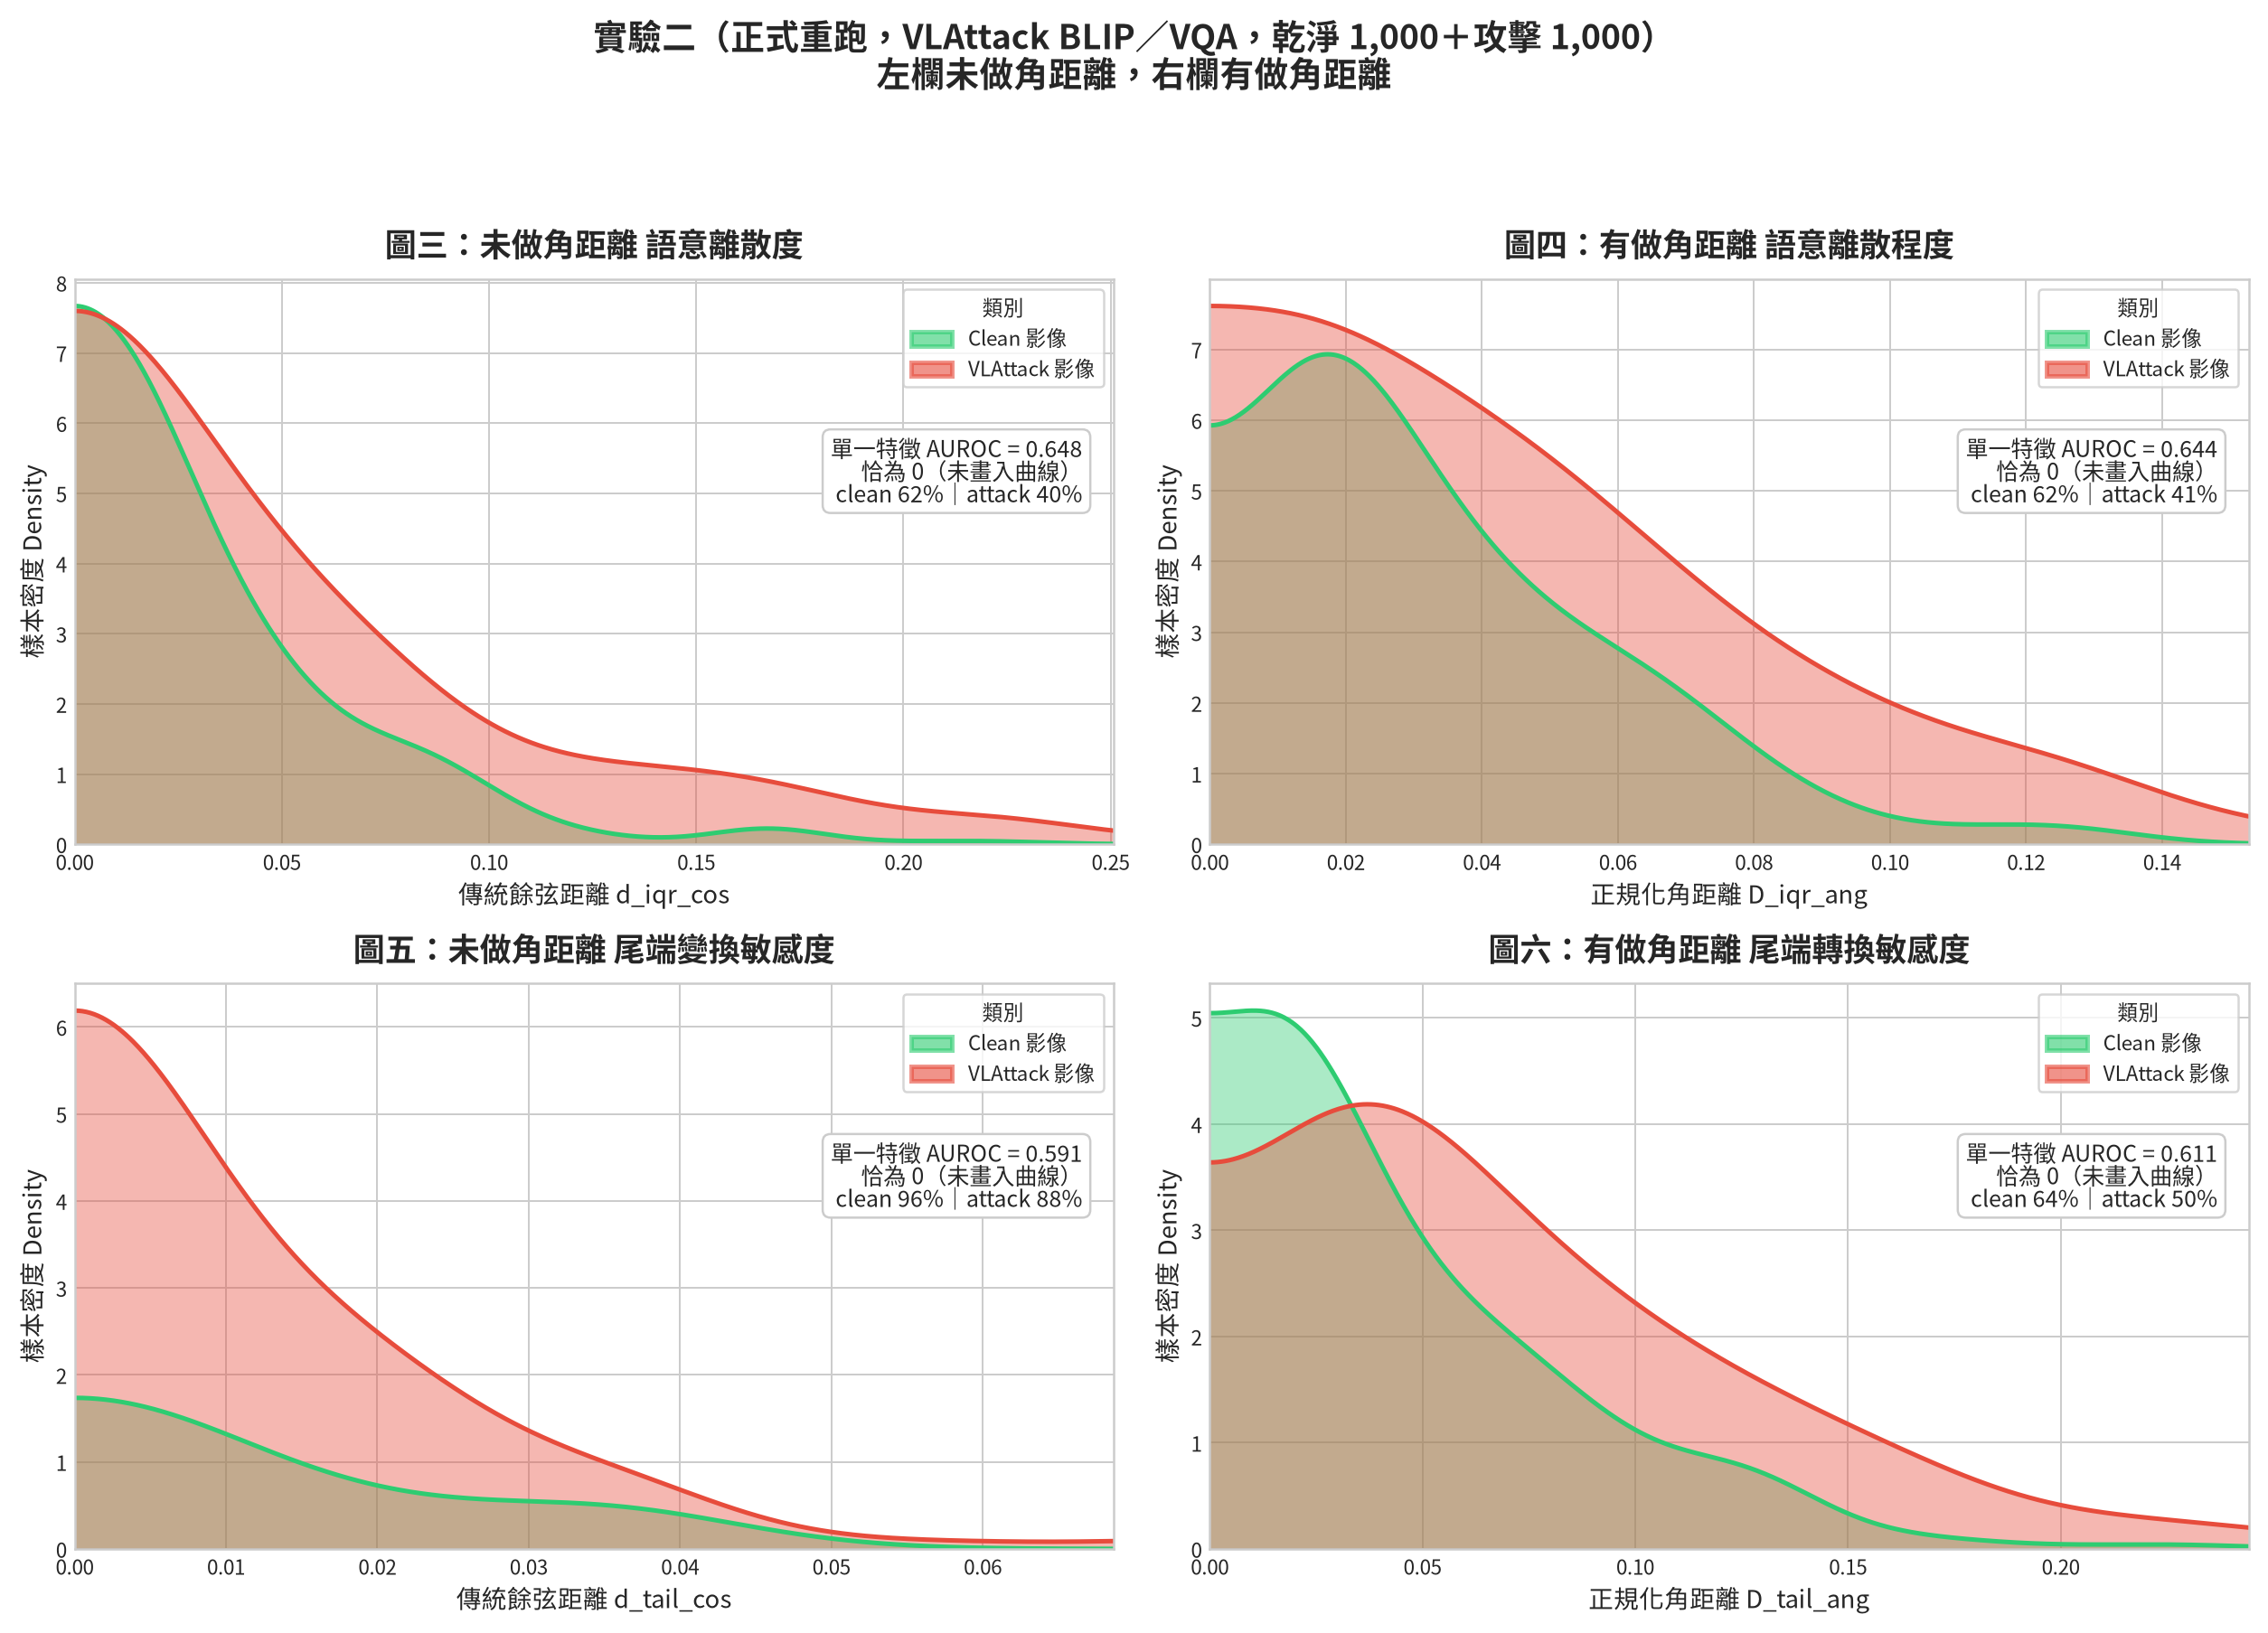 實驗二（正式重跑，VLAttack BLIP／VQA，乾淨 1,000＋攻擊 1,000）
左欄未做角距離，右欄有做角距離
圖三：未做角距離 語意離散度
8
7
6
5
4
3
2
1
0
樣本密度 Density
類別
Clean 影像
VLAttack 影像
單一特徵 AUROC = 0.648
恰為 0（未畫入曲線）
clean 62%｜attack 40%
0.00 0.05 0.10 0.15 0.20 0.25
傳統餘弦距離 d_iqr_cos
圖四：有做角距離 語意離散程度
7
6
5
4
3
2
1
0
樣本密度 Density
類別
Clean 影像
VLAttack 影像
單一特徵 AUROC = 0.644
恰為 0（未畫入曲線）
clean 62%｜attack 41%
0.00 0.02 0.04 0.06 0.08 0.10 0.12 0.14
正規化角距離 D_iqr_ang
圖五：未做角距離 尾端變換敏感度
6
5
4
3
2
1
0
樣本密度 Density
類別
Clean 影像
VLAttack 影像
單一特徵 AUROC = 0.591
恰為 0（未畫入曲線）
clean 96%｜attack 88%
0.00 0.01 0.02 0.03 0.04 0.05 0.06
傳統餘弦距離 d_tail_cos
圖六：有做角距離 尾端轉換敏感度
5
4
3
2
1
0
樣本密度 Density
類別
Clean 影像
VLAttack 影像
單一特徵 AUROC = 0.611
恰為 0（未畫入曲線）
clean 64%｜attack 50%
0.00 0.05 0.10 0.15 0.20
正規化角距離 D_tail_ang